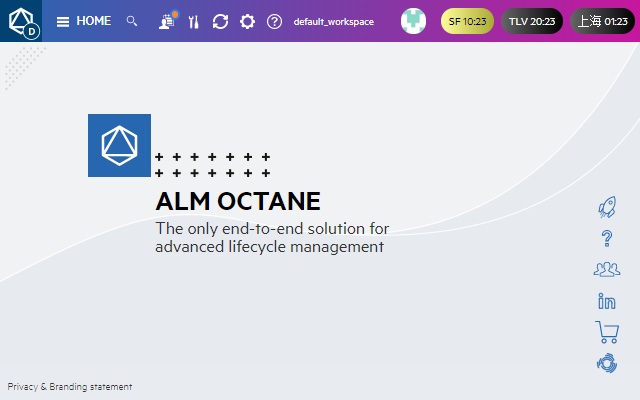 D
HOME
default_workspace
SF 10:23
TLV 20:23
上海 01:23
ALM OCTANE
The only end-to-end solution for
advanced lifecycle management
?
in
Privacy & Branding statement